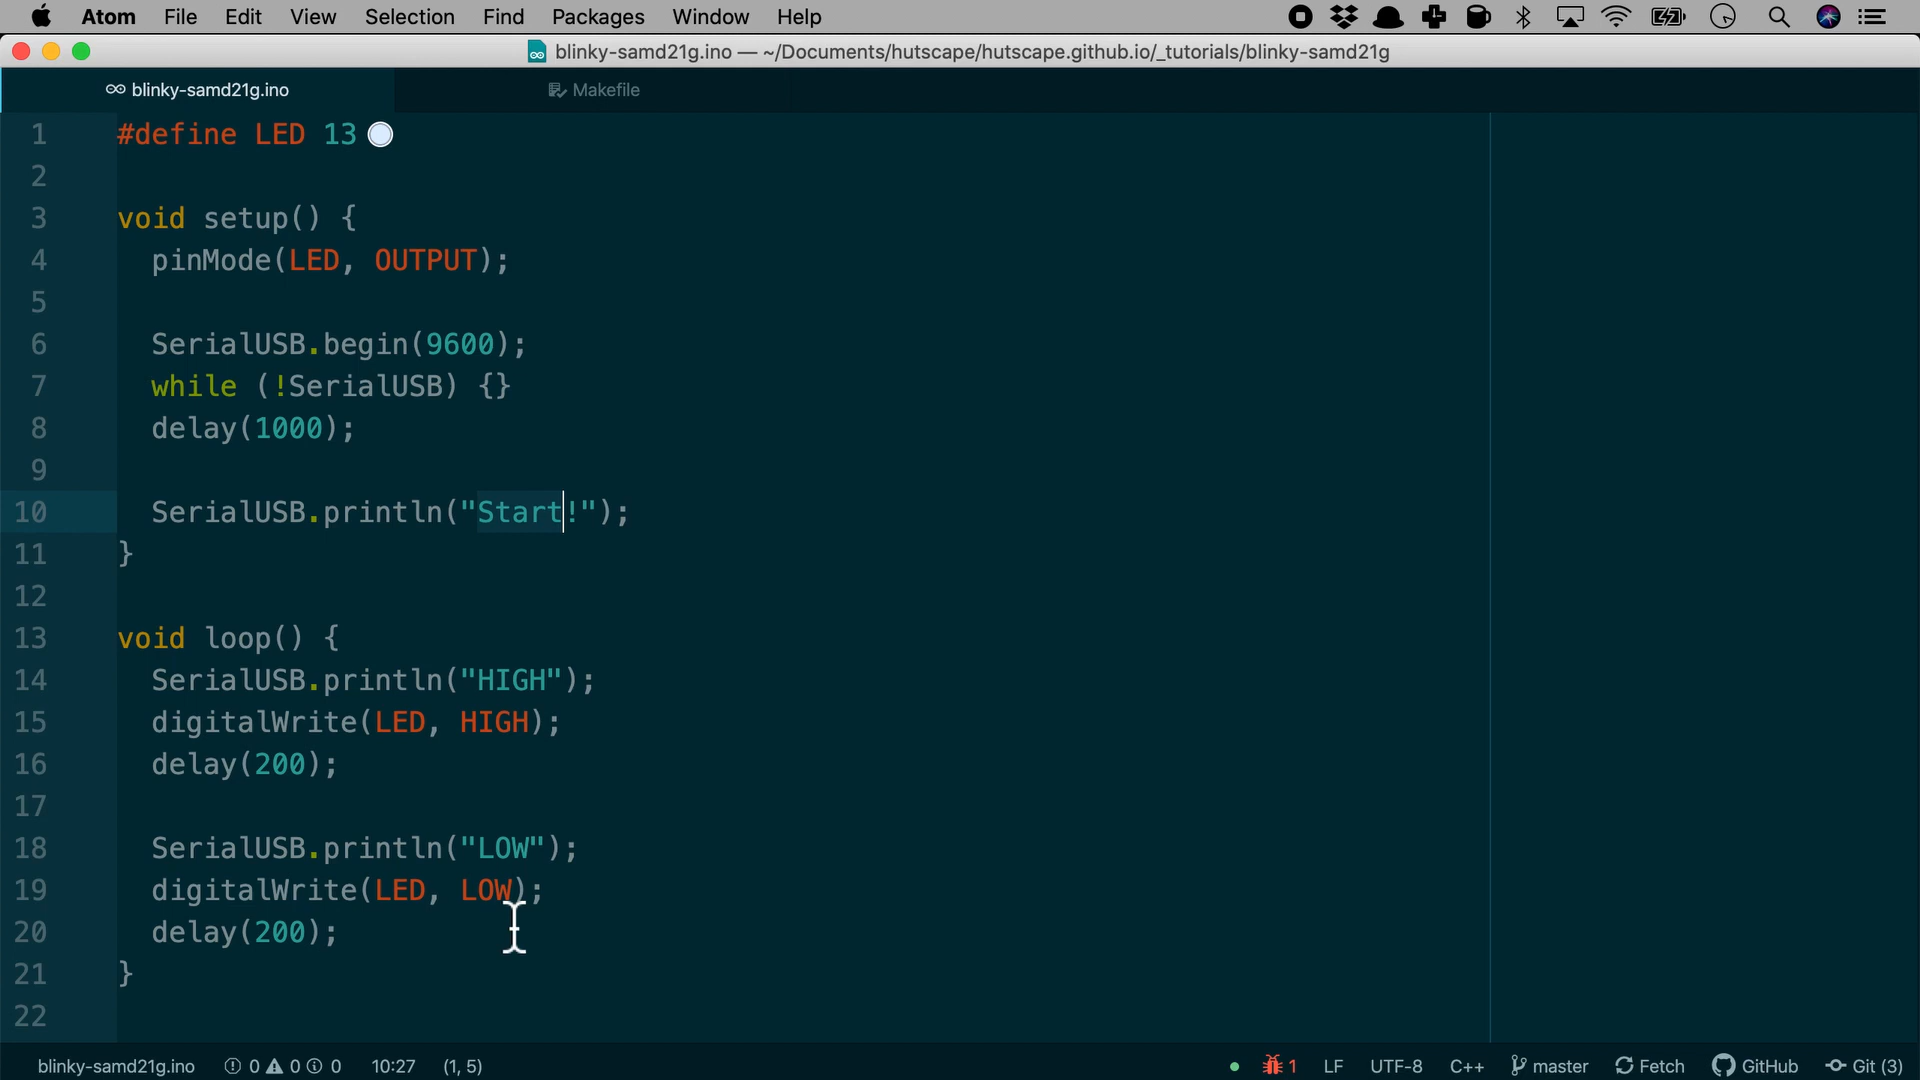 Atom File Edit View Selection Find Packages Window Help
blinky-samd21g.ino — ~/Documents/hutscape/hutscape.github.io/_tutorials/blinky-samd21g
blinky-samd21g.ino Makefile
1 #define LED 13
2
3 void setup() {
4 pinMode(LED, OUTPUT);
5
6 SerialUSB.begin(9600);
7 while (!SerialUSB) {}
8 delay(1000);
9
10 SerialUSB.println("Start!");
11 }
12
13 void loop() {
14 SerialUSB.println("HIGH");
15 digitalWrite(LED, HIGH);
16 delay(200);
17
18 SerialUSB.println("LOW");
19 digitalWrite(LED, LOW);
20 delay(200);
21 }
22
blinky-samd21g.ino 0 0 0 10:27 (1, 5) 1 LF UTF-8 C++ master Fetch GitHub Git (3)